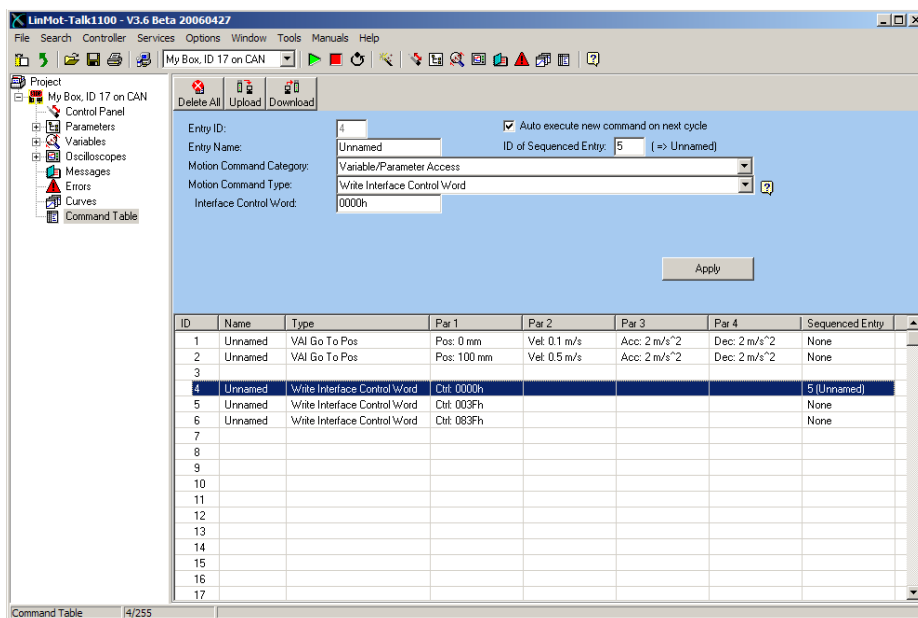 LinMot-Talk1100 - V3.6 Beta 20060427
File Search Controller Services Options Window Tools Manuals Help
My Box, ID 17 on CAN
Project
My Box, ID 17 on CAN
Control Panel
Parameters
Variables
Oscilloscopes
Messages
Errors
Curves
Command Table
Delete All Upload Download
Entry ID: 4 Auto execute new command on next cycle
Entry Name: Unnamed ID of Sequenced Entry: 5 ( => Unnamed)
Motion Command Category: Variable/Parameter Access
Motion Command Type: Write Interface Control Word
Interface Control Word: 0000h
Apply
ID Name Type Par 1 Par 2 Par 3 Par 4 Sequenced Entry
1 Unnamed VAI Go To Pos Pos: 0 mm Vel: 0.1 m/s Acc: 2 m/s^2 Dec: 2 m/s^2 None
2 Unnamed VAI Go To Pos Pos: 100 mm Vel: 0.5 m/s Acc: 2 m/s^2 Dec: 2 m/s^2 None
3
4 Unnamed Write Interface Control Word Ctrl: 0000h 5 (Unnamed)
5 Unnamed Write Interface Control Word Ctrl: 003Fh None
6 Unnamed Write Interface Control Word Ctrl: 083Fh None
7
8
9
10
11
12
13
14
15
16
17
Command Table 4/255